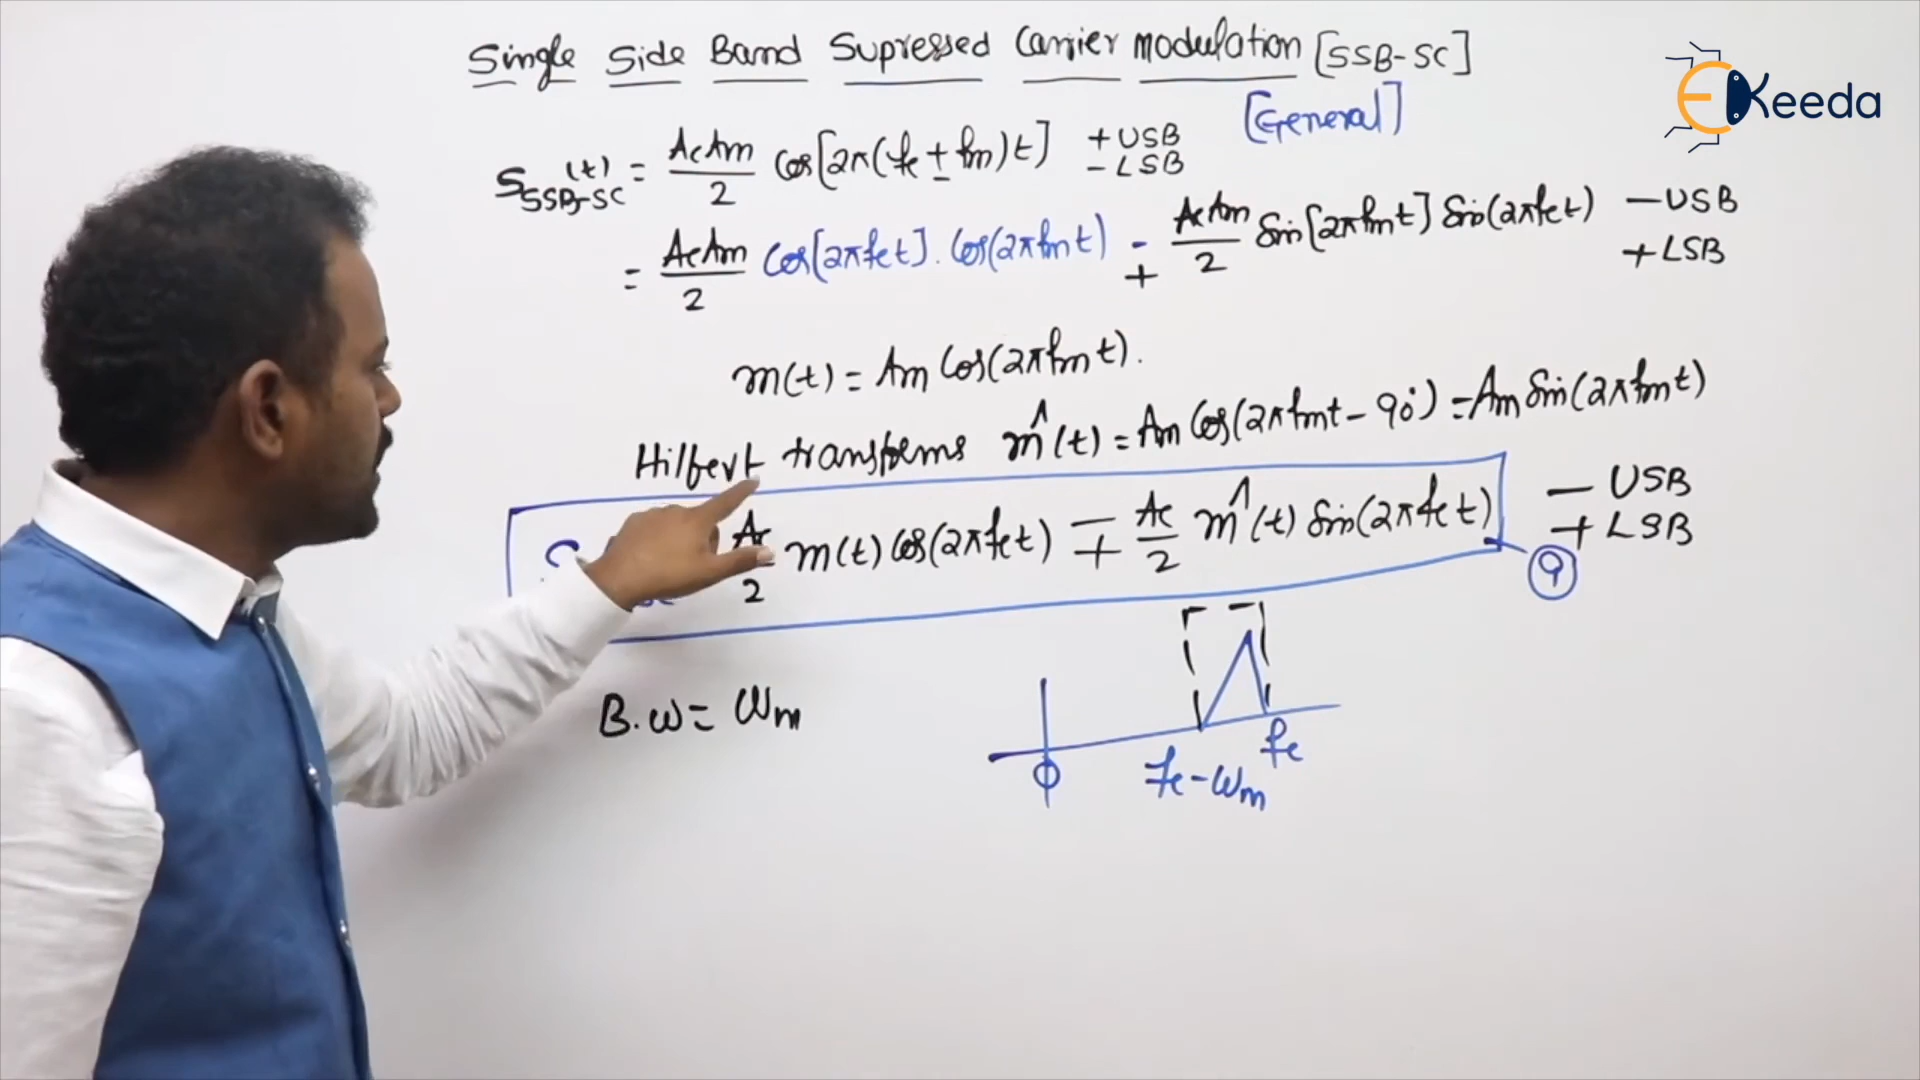 Single Side Band Supressed Carrier Modulation [SSB-SC]
EKeeda
[General]
S_SSB-SC (t) = AcAm/2 Cos[2π(fc ± fm)t] + USB - LSB
= AcAm/2 Cos[2πfct] . Cos(2πfmt) ∓ AcAm/2 Sin[2πfmt] Sin(2πfct) - USB + LSB
m(t) = Am Cos(2πfmt).
Hilbert transforms m̂(t) = Am Cos(2πfmt - 90°) = Am Sin(2πfmt)
Ac/2 m(t) Cos(2πfct) ∓ Ac/2 m̂(t) Sin(2πfct) - USB + LSB
9
B.W = Wm
0 fc-Wm fc